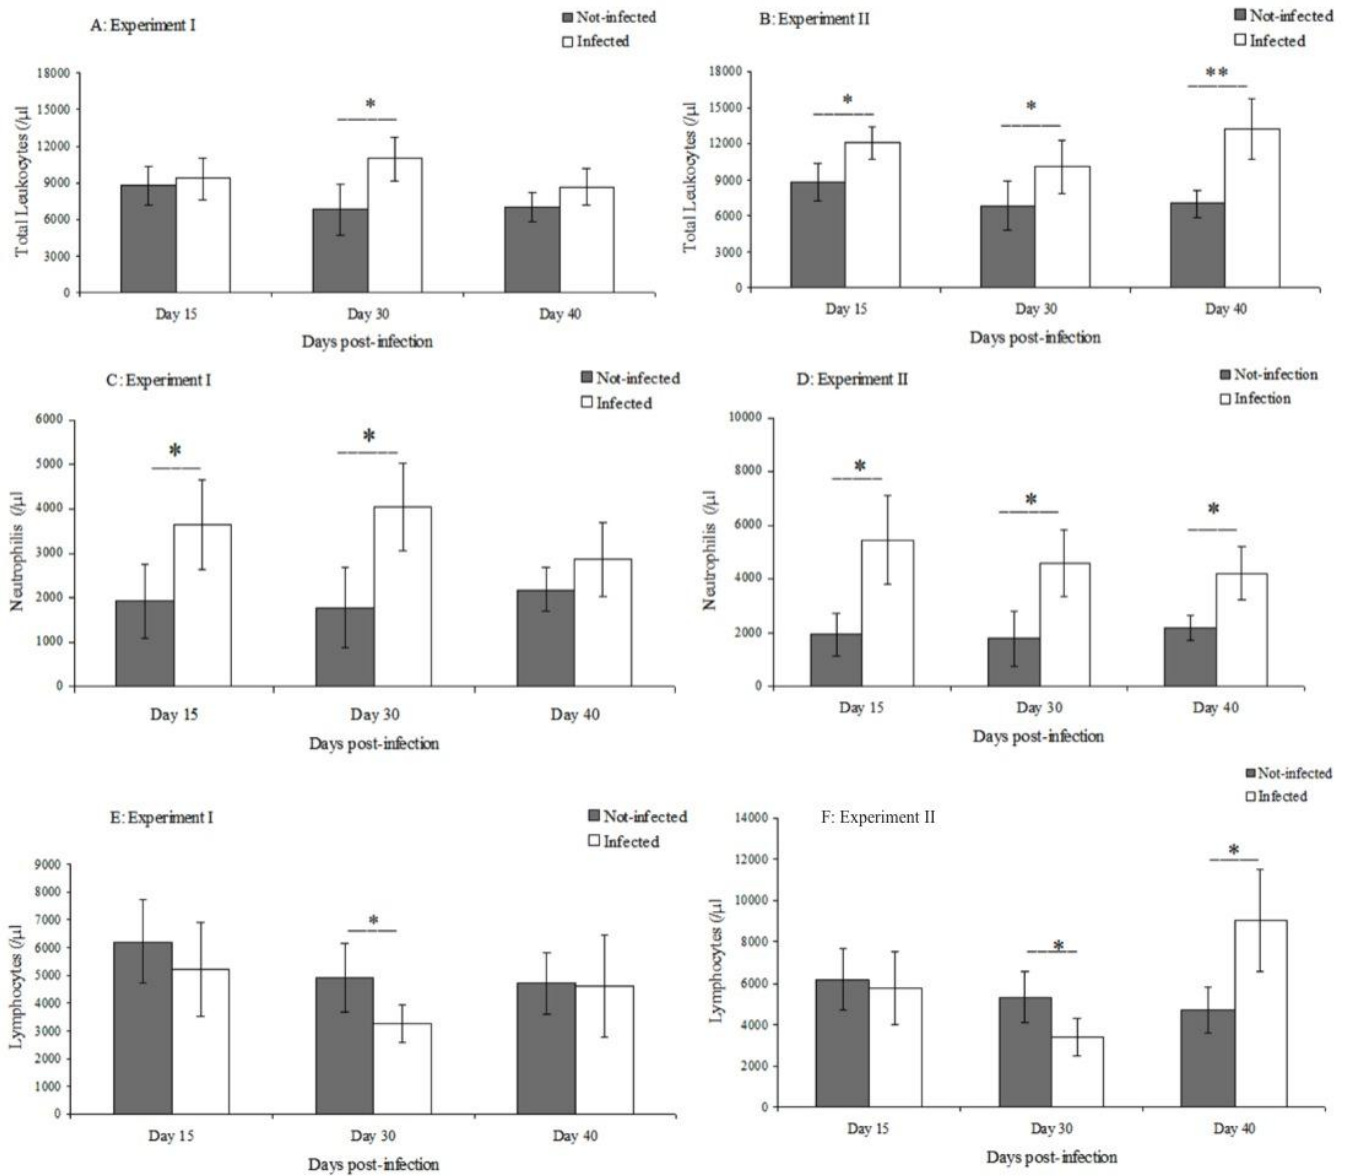 A: Experiment I
Not-infected
Infected
18000
15000
12000
9000
6000
3000
0
Total Leukocytes (/µl
*
Day 15
Day 30
Day 40
Days post-infection
B: Experiment II
Not-infected
Infected
18000
15000
12000
9000
6000
3000
0
Total Leukocytes (/µl
*
*
**
Day 15
Day 30
Day 40
Days post-infection
C: Experiment I
Not-infected
Infected
6000
5000
4000
3000
2000
1000
0
Neutrophilis (/µl
*
*
Day 15
Day 30
Day 40
Days post-infection
D: Experiment II
Not-infection
Infection
10000
8000
6000
4000
2000
0
Neutrophilis (/µl
*
*
*
Day 15
Day 30
Day 40
Days post-infection
E: Experiment I
Not-infected
Infected
9000
8000
7000
6000
5000
4000
3000
2000
1000
0
Lymphocytes (/µl
*
Day 15
Day 30
Day 40
Days post-infection
F: Experiment II
Not-infected
Infected
14000
12000
10000
8000
6000
4000
2000
0
Lymphocytes (/µl
*
*
Day 15
Day 30
Day 40
Days post-infection